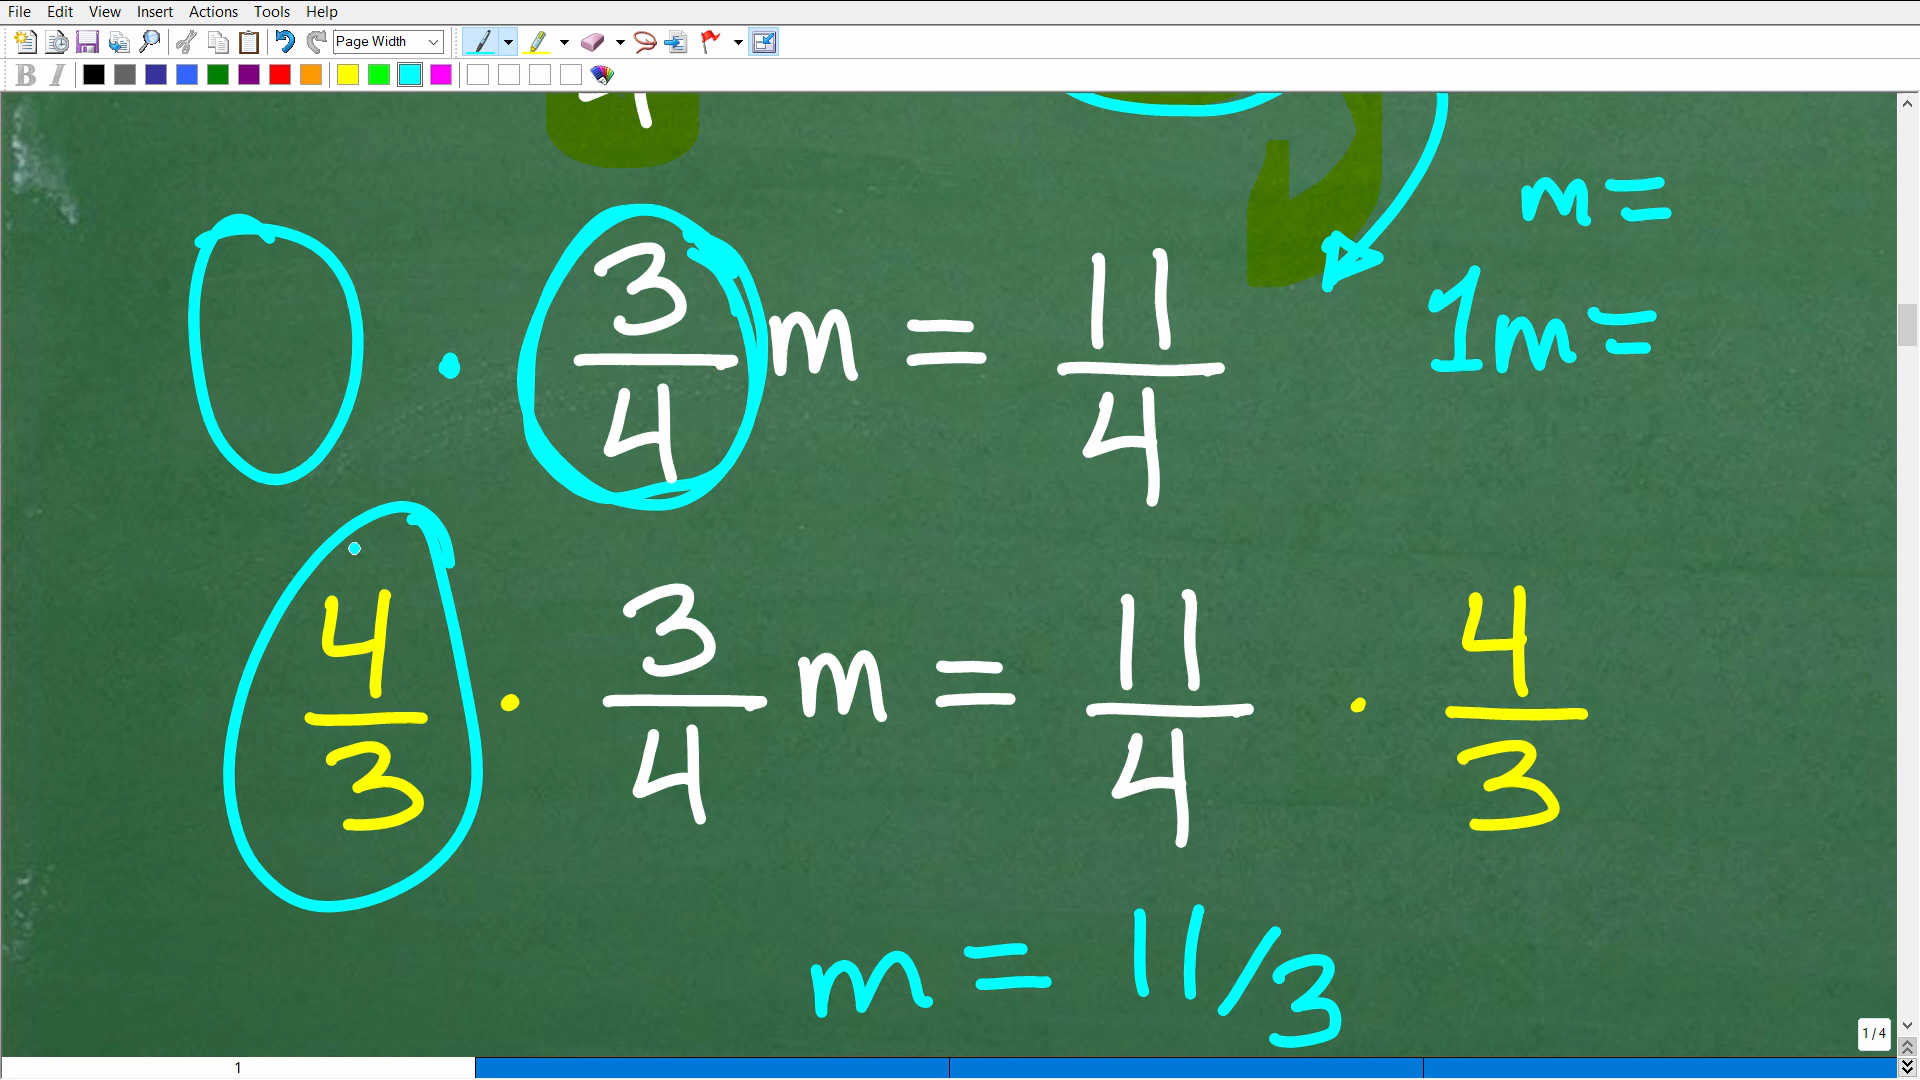 File Edit View Insert Actions Tools Help
Page Width
B I
4
m=
· 3/4 m = 11/4
1m=
4/3 · 3/4 m = 11/4 · 4/3
m = 11/3
1 / 4
1